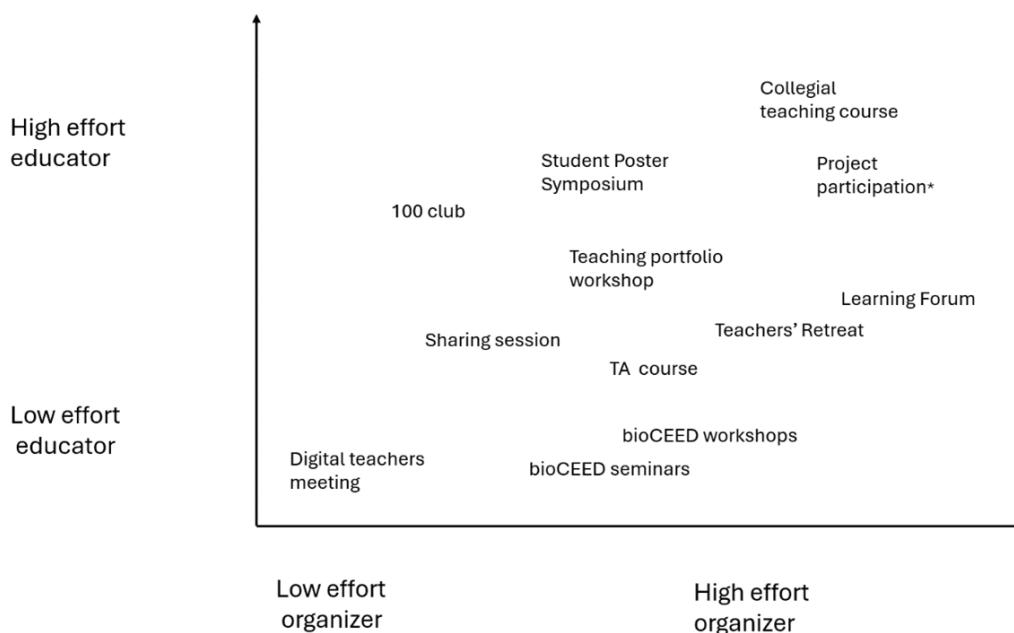 Collegial
teaching course
High effort
educator
Student Poster
Symposium
Project
participation*
100 club
Teaching portfolio
workshop
Learning Forum
Teachers’ Retreat
Sharing session
TA course
Low effort
educator
bioCEED workshops
Digital teachers
meeting
bioCEED seminars
Low effort
organizer
High effort
organizer